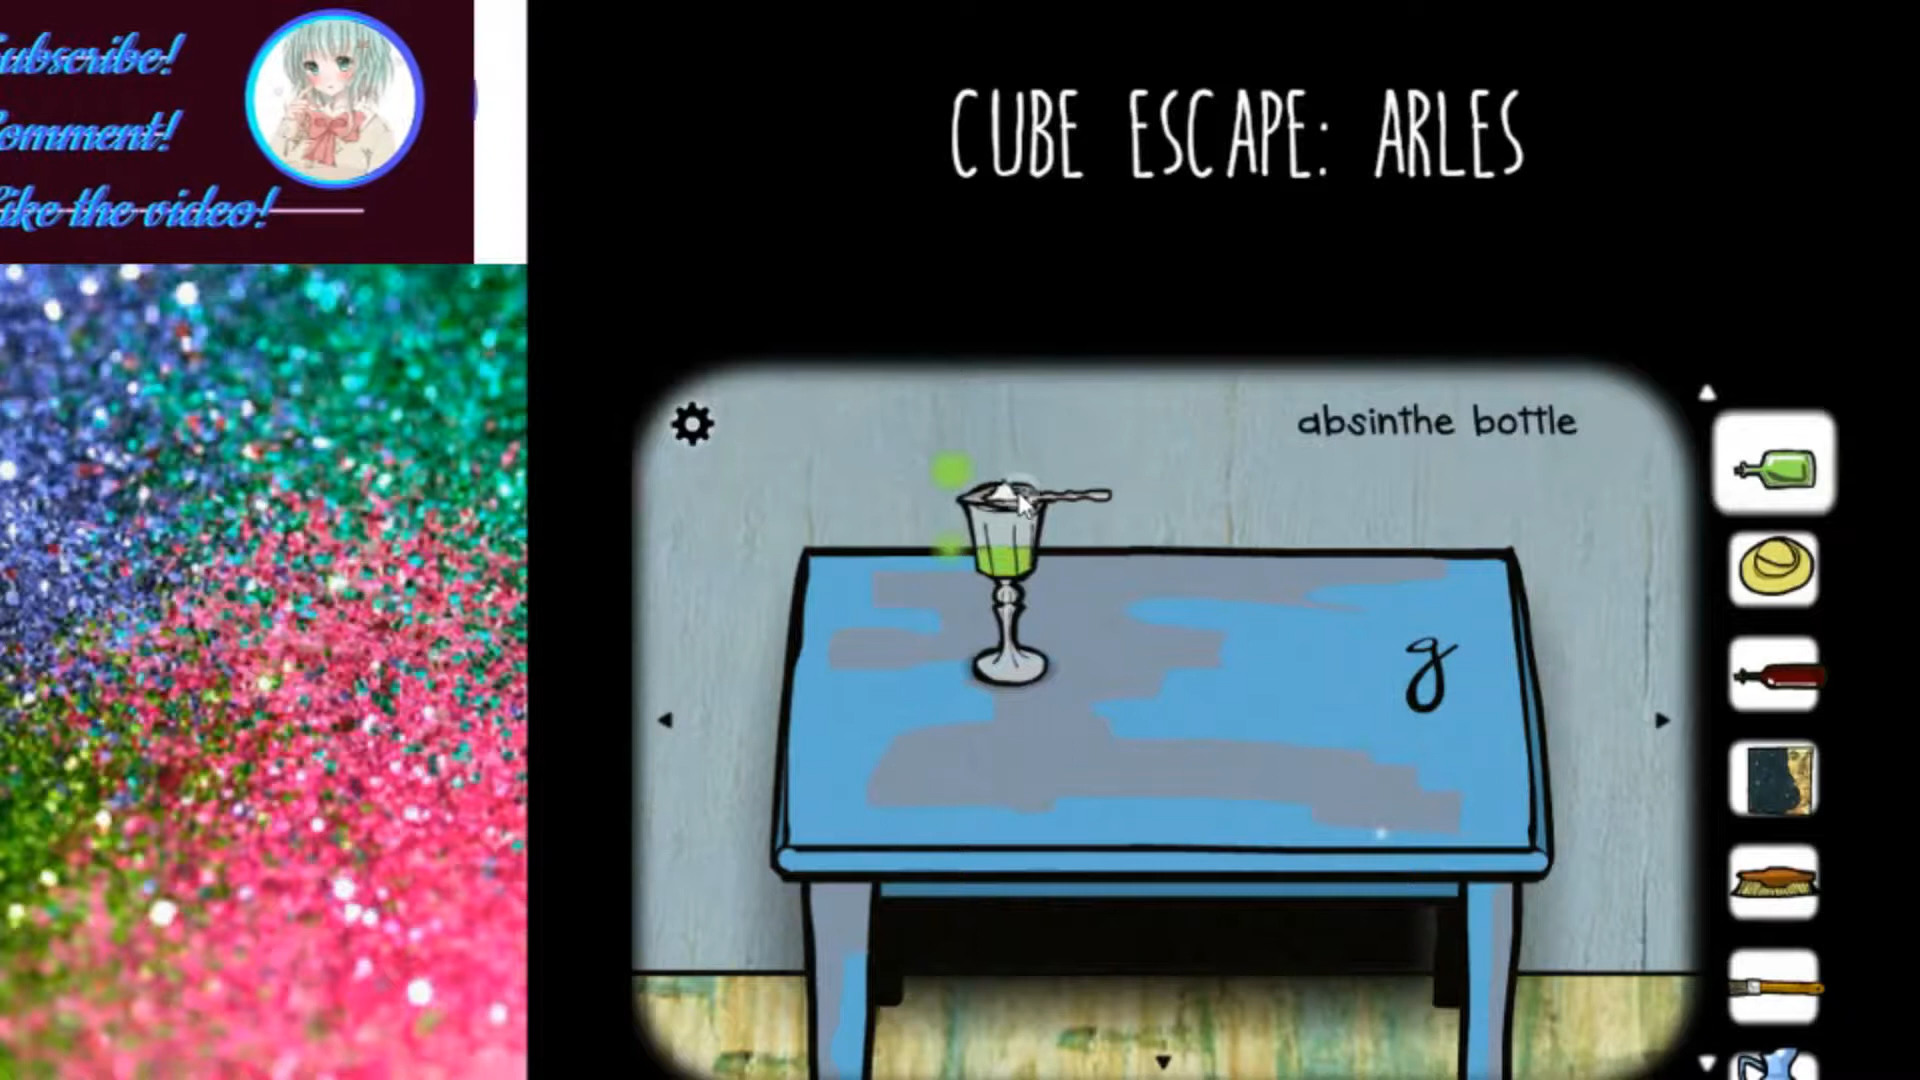 ubscribe!
omment!
ike the video!
CUBE ESCAPE: ARLES
absinthe bottle
g